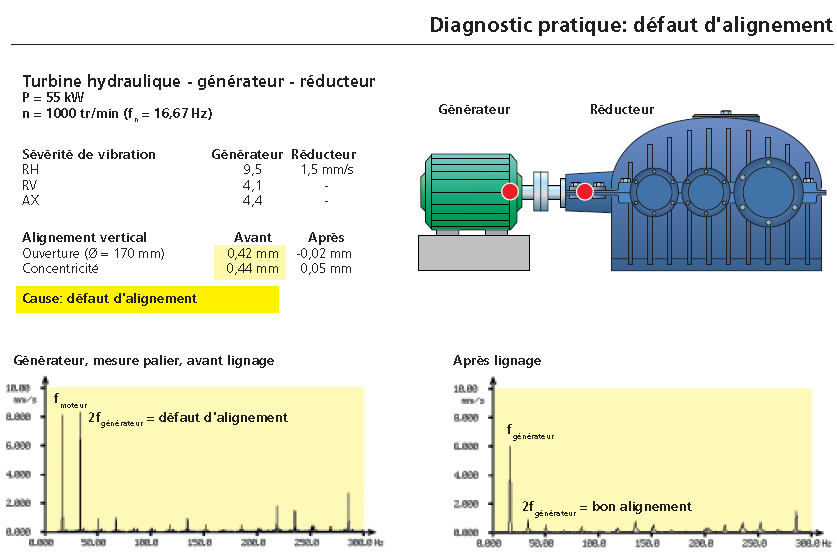 Diagnostic pratique: défaut d'alignement
Turbine hydraulique - générateur - réducteur
P = 55 kW
n = 1000 tr/min (fn = 16,67 Hz)
Sévérité de vibration Générateur Réducteur
RH 9,5 1,5 mm/s
RV 4,1 -
AX 4,4 -
Alignement vertical Avant Après
Ouverture (Ø = 170 mm) 0,42 mm -0,02 mm
Concentricité 0,44 mm 0,05 mm
Cause: défaut d'alignement
Générateur Réducteur
Générateur, mesure palier, avant lignage
10.00
mm/s
8.000
6.000
4.000
2.000
0.000
0.000 50.00 100.0 150.0 200.0 250.0 300.0 Hz
fmoteur
2fgénérateur = défaut d'alignement
Après lignage
10.00
mm/s
8.000
6.000
4.000
2.000
0.000
0.000 50.00 100.0 150.0 200.0 250.0 300.0 Hz
fgénérateur
2fgénérateur = bon alignement